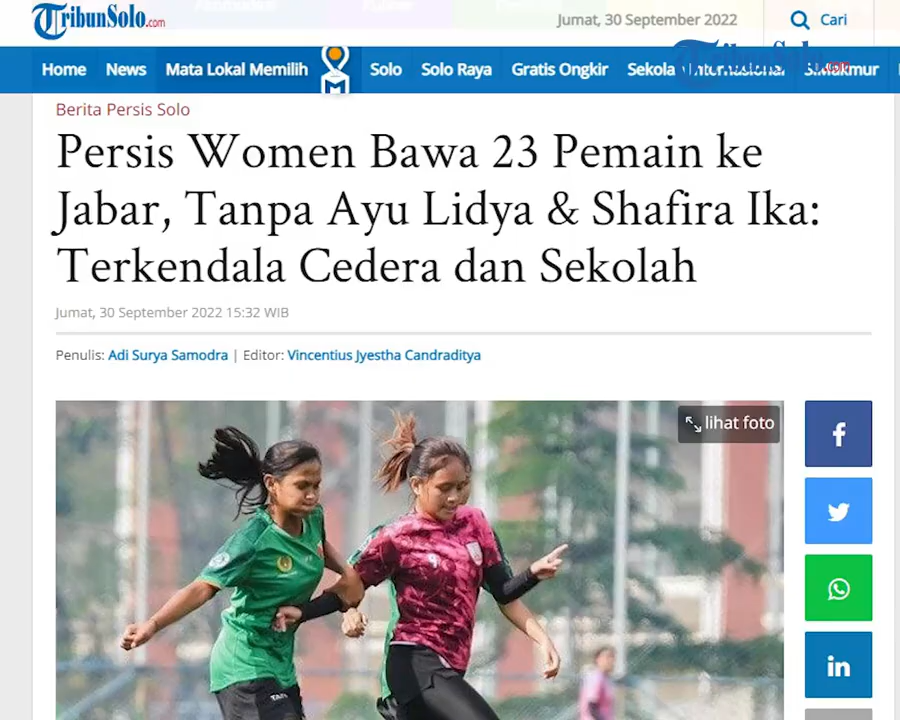 TribunSolo.com
Jumat, 30 September 2022
Cari
Home News Mata Lokal Memilih M Solo Solo Raya Gratis Ongkir Sekola
Berita Persis Solo
Persis Women Bawa 23 Pemain ke
Jabar, Tanpa Ayu Lidya & Shafira Ika:
Terkendala Cedera dan Sekolah
Jumat, 30 September 2022 15:32 WIB
Penulis: Adi Surya Samodra | Editor: Vincentius Jyestha Candraditya
lihat foto
f
in